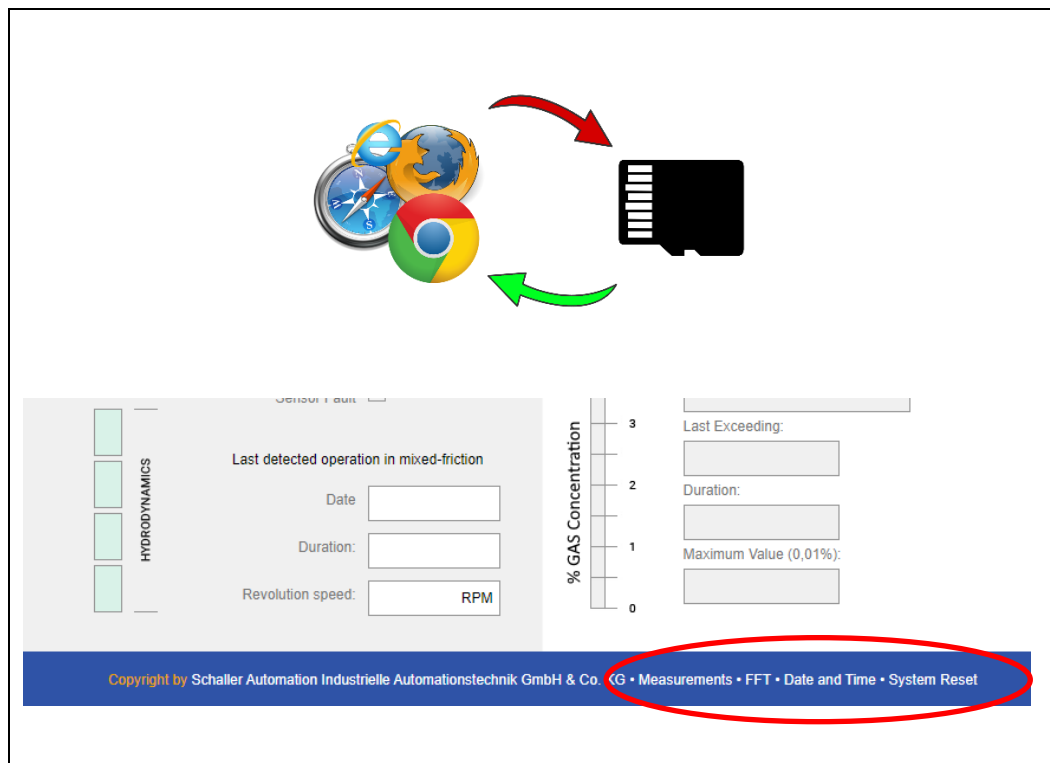 Sensor Fault
HYDRODYNAMICS
Last detected operation in mixed-friction
Date
Duration:
Revolution speed:
RPM
% GAS Concentration
3
2
1
0
Last Exceeding:
Duration:
Maximum Value (0,01%):
Copyright by Schaller Automation Industrielle Automationstechnik GmbH & Co. KG • Measurements • FFT • Date and Time • System Reset